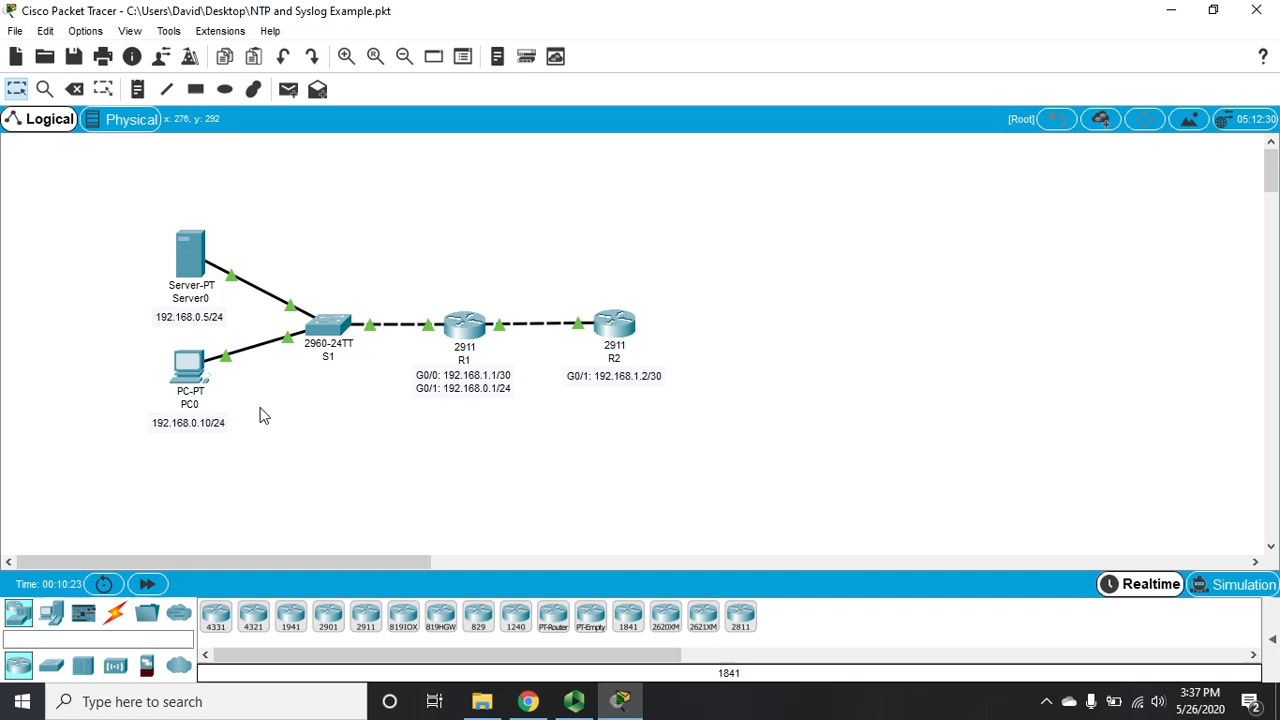 Cisco Packet Tracer - C:\Users\David\Desktop\NTP and Syslog Example.pkt
File Edit Options View Tools Extensions Help
?
Logical Physical x: 276, y: 292 [Root] 05:12:30
Server-PT
Server0
192.168.0.5/24
2960-24TT
S1
2911
R1
G0/0: 192.168.1.1/30
G0/1: 192.168.0.1/24
2911
R2
G0/1: 192.168.1.2/30
PC-PT
PC0
192.168.0.10/24
Time: 00:10:23 Realtime Simulation
4331 4321 1941 2901 2911 819IOX 819HGW 829 1240 PT-Router PT-Empty 1841 2620XM 2621XM 2811
1841
Type here to search
3:37 PM
5/26/2020
2